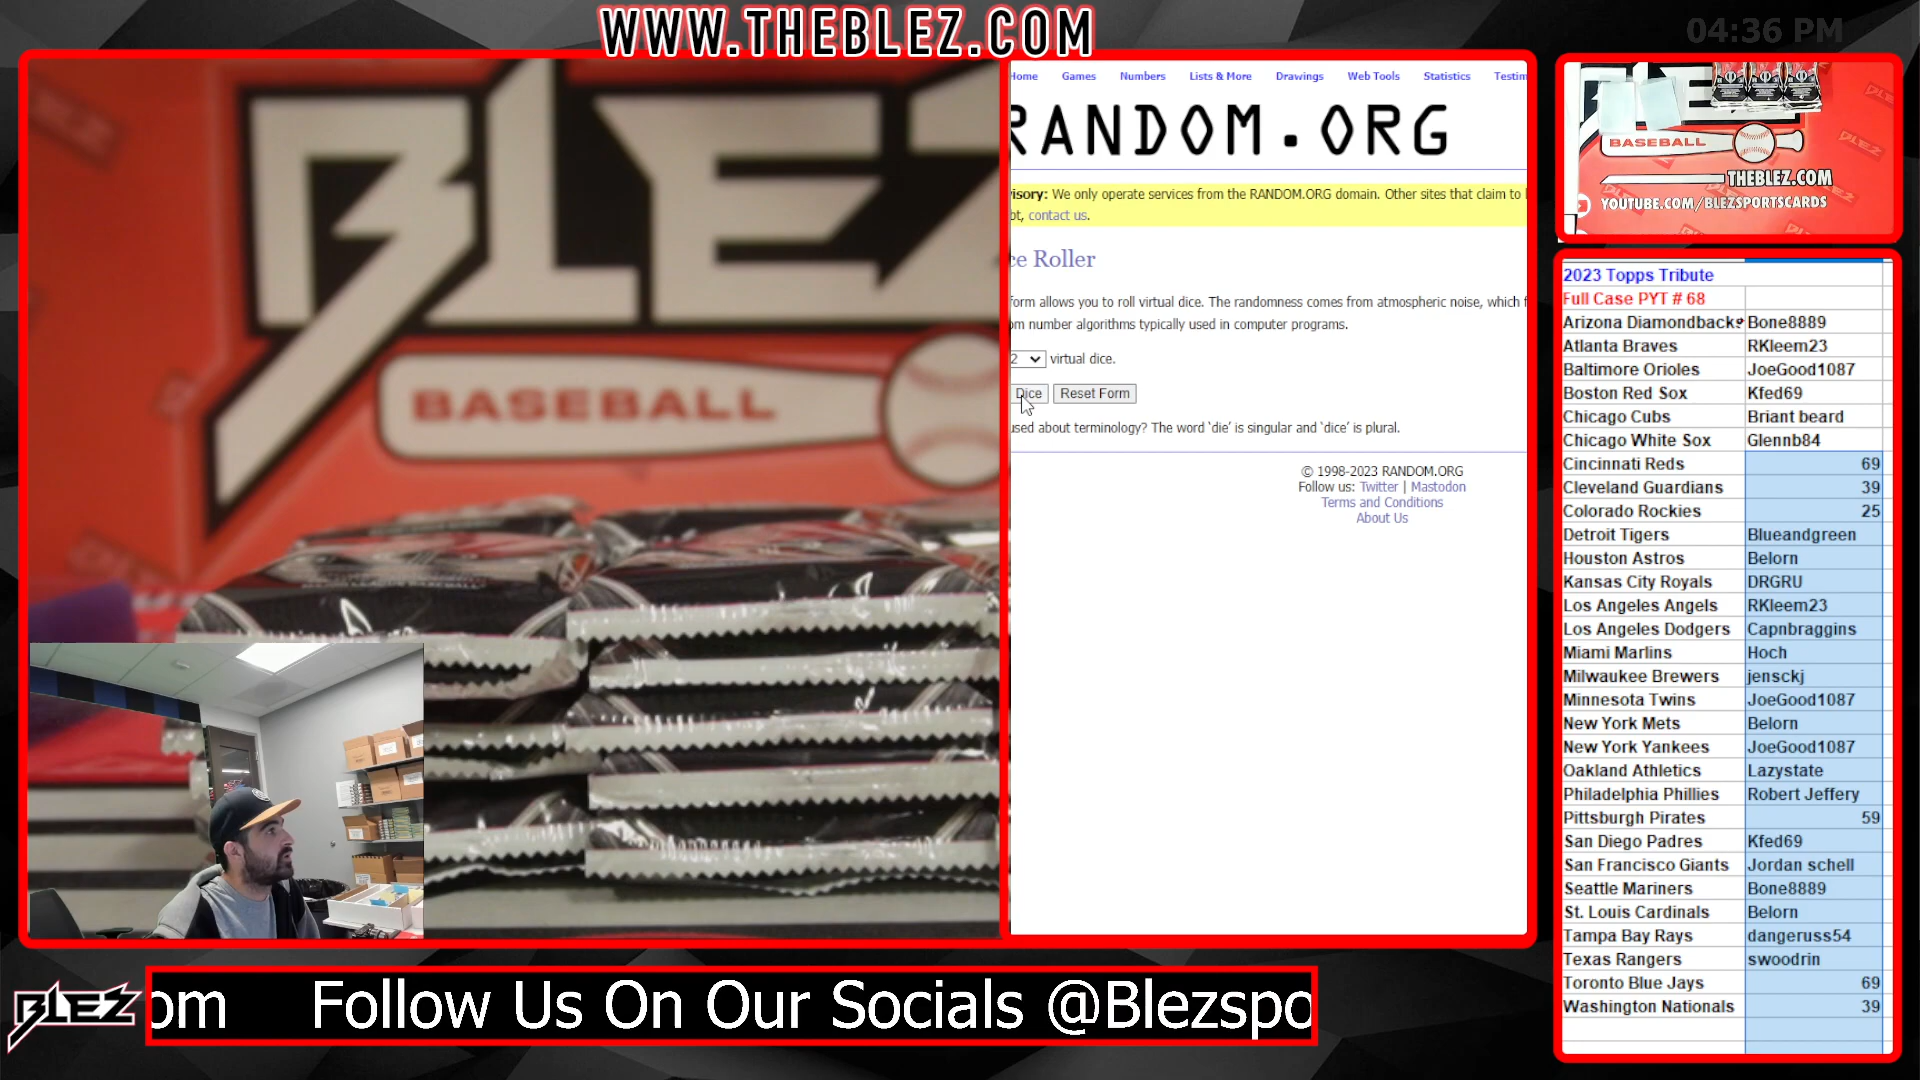 WWW.THEBLEZ.COM
04:36 PM
BLEZ
BASEBALL
Home Games Numbers Lists & More Drawings Web Tools Statistics Testim
RANDOM.ORG
visory: We only operate services from the RANDOM.ORG domain. Other sites that claim to
bt, contact us.
ce Roller
form allows you to roll virtual dice. The randomness comes from atmospheric noise, which f
om number algorithms typically used in computer programs.
2 virtual dice.
Dice Reset Form
used about terminology? The word 'die' is singular and 'dice' is plural.
© 1998-2023 RANDOM.ORG
Follow us: Twitter | Mastodon
Terms and Conditions
About Us
BASEBALL
THEBLEZ.COM
YOUTUBE.COM/BLEZSPORTSCARDS
2023 Topps Tribute
Full Case PYT # 68
Arizona Diamondbacks Bone8889
Atlanta Braves RKleem23
Baltimore Orioles JoeGood1087
Boston Red Sox Kfed69
Chicago Cubs Briant beard
Chicago White Sox Glennb84
Cincinnati Reds 69
Cleveland Guardians 39
Colorado Rockies 25
Detroit Tigers Blueandgreen
Houston Astros Belorn
Kansas City Royals DRGRU
Los Angeles Angels RKleem23
Los Angeles Dodgers Capnbraggins
Miami Marlins Hoch
Milwaukee Brewers jensckj
Minnesota Twins JoeGood1087
New York Mets Belorn
New York Yankees JoeGood1087
Oakland Athletics Lazystate
Philadelphia Phillies Robert Jeffery
Pittsburgh Pirates 59
San Diego Padres Kfed69
San Francisco Giants Jordan schell
Seattle Mariners Bone8889
St. Louis Cardinals Belorn
Tampa Bay Rays dangeruss54
Texas Rangers swoodrin
Toronto Blue Jays 69
Washington Nationals 39
BLEZ
om Follow Us On Our Socials @Blezspo